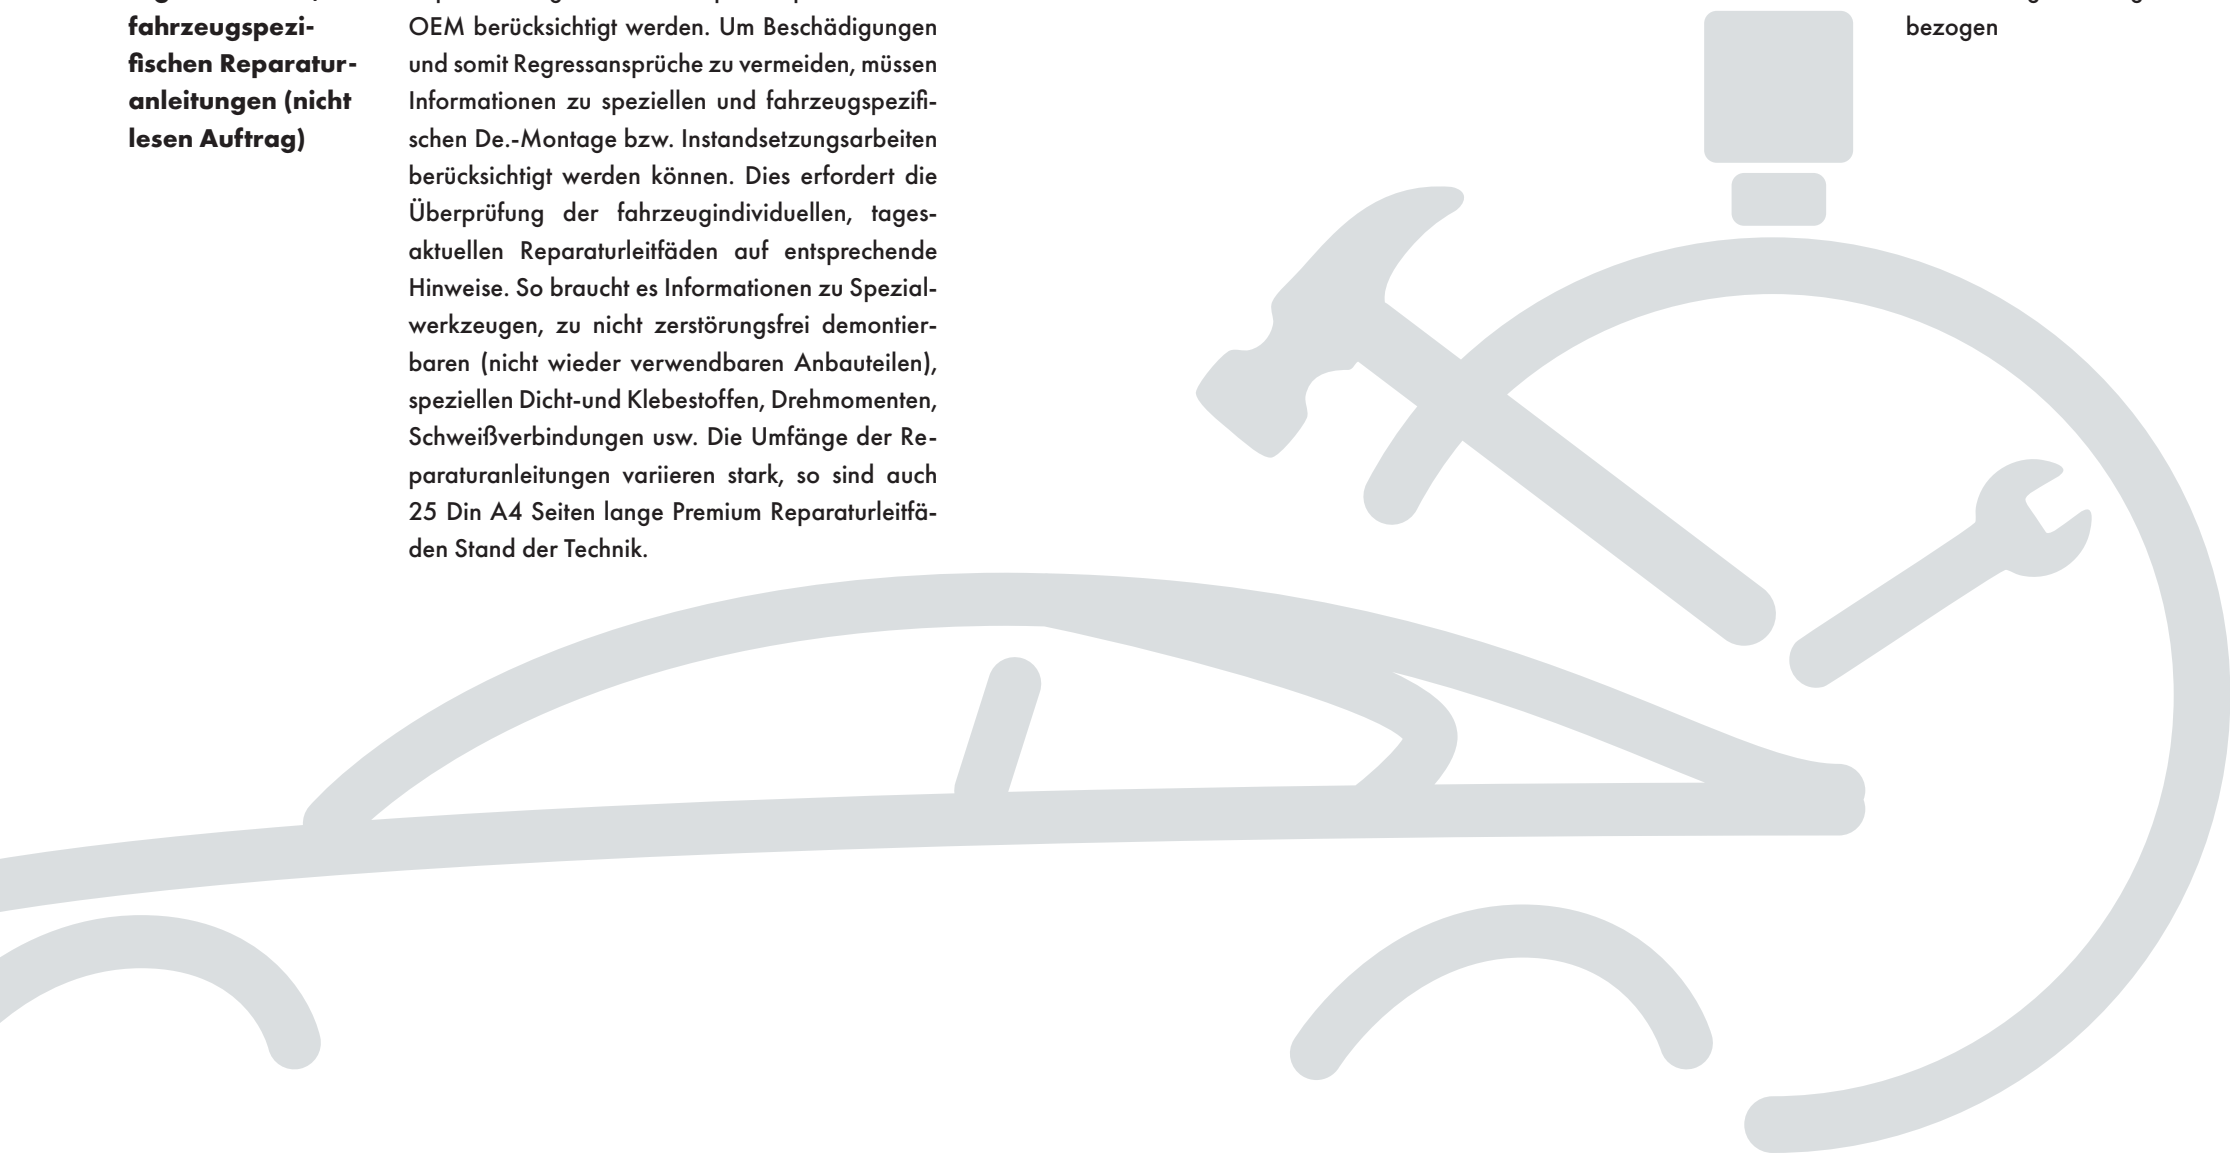 fahrzeugspezi-
fischen Reparatur-
anleitungen (nicht
lesen Auftrag)
OEM berücksichtigt werden. Um Beschädigungen
und somit Regressansprüche zu vermeiden, müssen
Informationen zu speziellen und fahrzeugspezifi-
schen De.-Montage bzw. Instandsetzungsarbeiten
berücksichtigt werden können. Dies erfordert die
Überprüfung der fahrzeugindividuellen, tages-
aktuellen Reparaturleitfäden auf entsprechende
Hinweise. So braucht es Informationen zu Spezial-
werkzeugen, zu nicht zerstörungsfrei demontier-
baren (nicht wieder verwendbaren Anbauteilen),
speziellen Dicht-und Klebestoffen, Drehmomenten,
Schweißverbindungen usw. Die Umfänge der Re-
paraturanleitungen variieren stark, so sind auch
25 Din A4 Seiten lange Premium Reparaturleitfä-
den Stand der Technik.
bezogen